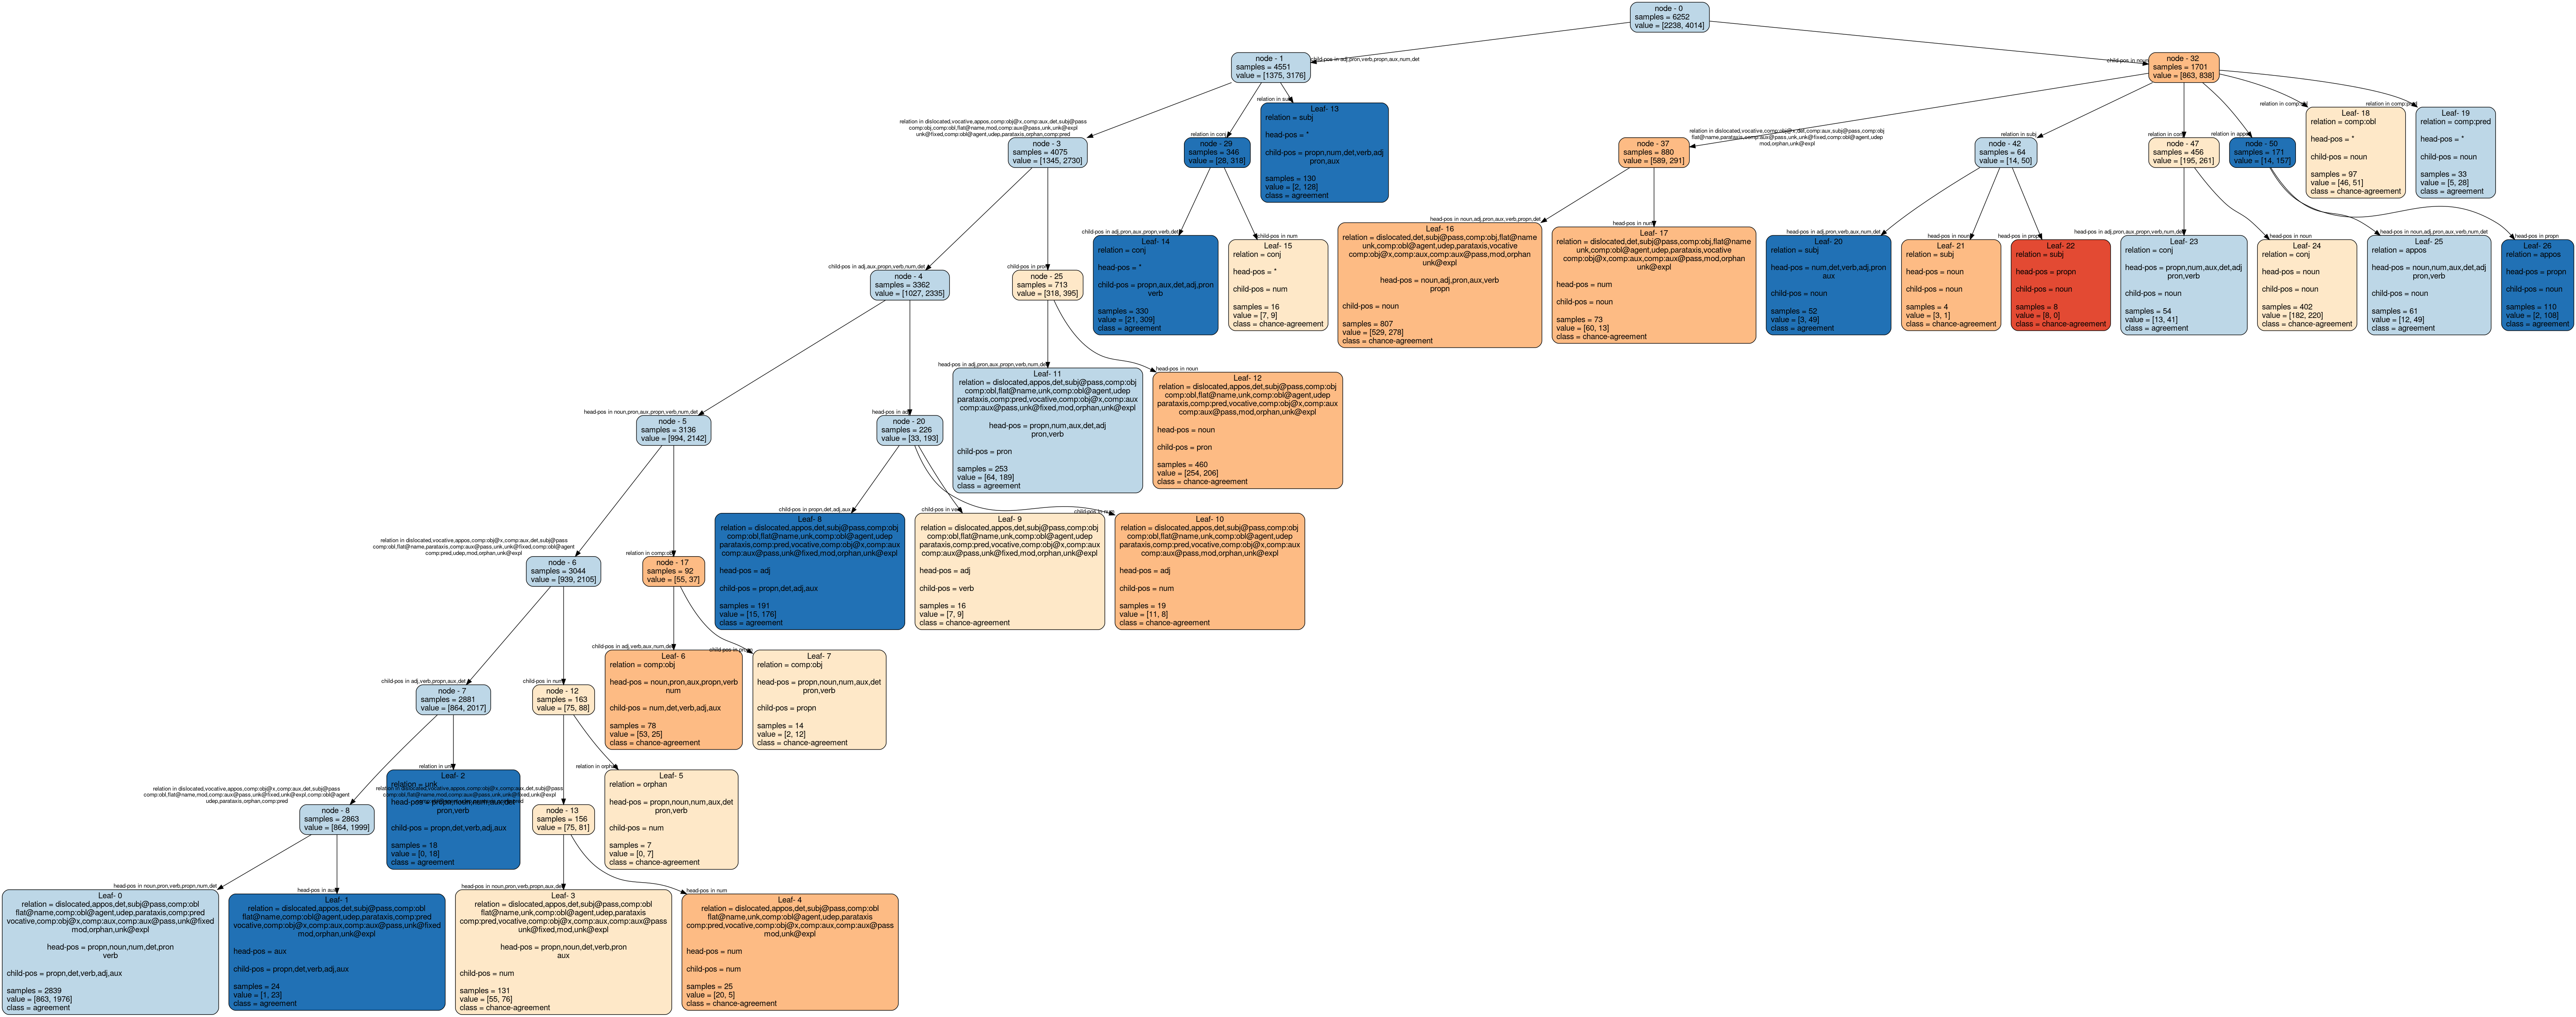 node - 0
samples = 6252
value = [2238, 4014]
node - 1
samples = 4551
value = [1375, 3176]
child-pos in adj,pron,verb,propn,aux,num,det
node - 32
samples = 1701
value = [863, 838]
child-pos in noun
relation in dislocated,vocative,appos,comp:obj@x,comp:aux,det,subj@pass
comp:obj,comp:obl,flat@name,mod,comp:aux@pass,unk,unk@expl
unk@fixed,comp:obl@agent,udep,parataxis,orphan,comp:pred
node - 3
samples = 4075
value = [1345, 2730]
relation in conj
node - 29
samples = 346
value = [28, 318]
relation in subj
Leaf- 13
relation = subj
head-pos = *
child-pos = propn,num,det,verb,adj
pron,aux
samples = 130
value = [2, 128]
class = agreement
relation in dislocated,vocative,comp:obj@x,det,comp:aux,subj@pass,comp:obj
flat@name,parataxis,comp:aux@pass,unk,unk@fixed,comp:obl@agent,udep
mod,orphan,unk@expl
node - 37
samples = 880
value = [589, 291]
relation in subj
node - 42
samples = 64
value = [14, 50]
relation in conj
node - 47
samples = 456
value = [195, 261]
relation in appos
node - 50
samples = 171
value = [14, 157]
relation in comp:obl
Leaf- 18
relation = comp:obl
head-pos = *
child-pos = noun
samples = 97
value = [46, 51]
class = chance-agreement
relation in comp:pred
Leaf- 19
relation = comp:pred
head-pos = *
child-pos = noun
samples = 33
value = [5, 28]
class = agreement
child-pos in adj,aux,propn,verb,num,det
node - 4
samples = 3362
value = [1027, 2335]
child-pos in pron
node - 25
samples = 713
value = [318, 395]
child-pos in adj,pron,aux,propn,verb,det
Leaf- 14
relation = conj
head-pos = *
child-pos = propn,aux,det,adj,pron
verb
samples = 330
value = [21, 309]
class = agreement
child-pos in num
Leaf- 15
relation = conj
head-pos = *
child-pos = num
samples = 16
value = [7, 9]
class = chance-agreement
head-pos in noun,adj,pron,aux,verb,propn,det
Leaf- 16
relation = dislocated,det,subj@pass,comp:obj,flat@name
unk,comp:obl@agent,udep,parataxis,vocative
comp:obj@x,comp:aux,comp:aux@pass,mod,orphan
unk@expl
head-pos = noun,adj,pron,aux,verb
propn
child-pos = noun
samples = 807
value = [529, 278]
class = chance-agreement
head-pos in num
Leaf- 17
relation = dislocated,det,subj@pass,comp:obj,flat@name
unk,comp:obl@agent,udep,parataxis,vocative
comp:obj@x,comp:aux,comp:aux@pass,mod,orphan
unk@expl
head-pos = num
child-pos = noun
samples = 73
value = [60, 13]
class = chance-agreement
head-pos in adj,pron,verb,aux,num,det
Leaf- 20
relation = subj
head-pos = num,det,verb,adj,pron
aux
child-pos = noun
samples = 52
value = [3, 49]
class = agreement
head-pos in noun
Leaf- 21
relation = subj
head-pos = noun
child-pos = noun
samples = 4
value = [3, 1]
class = chance-agreement
head-pos in propn
Leaf- 22
relation = subj
head-pos = propn
child-pos = noun
samples = 8
value = [8, 0]
class = chance-agreement
head-pos in adj,pron,aux,propn,verb,num,det
Leaf- 23
relation = conj
head-pos = propn,num,aux,det,adj
pron,verb
child-pos = noun
samples = 54
value = [13, 41]
class = agreement
head-pos in noun
Leaf- 24
relation = conj
head-pos = noun
child-pos = noun
samples = 402
value = [182, 220]
class = chance-agreement
head-pos in noun,adj,pron,aux,verb,num,det
Leaf- 25
relation = appos
head-pos = noun,num,aux,det,adj
pron,verb
child-pos = noun
samples = 61
value = [12, 49]
class = agreement
head-pos in propn
Leaf- 26
relation = appos
head-pos = propn
child-pos = noun
samples = 110
value = [2, 108]
class = agreement
head-pos in noun,pron,aux,propn,verb,num,det
node - 5
samples = 3136
value = [994, 2142]
head-pos in adj
node - 20
samples = 226
value = [33, 193]
head-pos in adj,pron,aux,propn,verb,num,det
Leaf- 11
relation = dislocated,appos,det,subj@pass,comp:obj
comp:obl,flat@name,unk,comp:obl@agent,udep
parataxis,comp:pred,vocative,comp:obj@x,comp:aux
comp:aux@pass,unk@fixed,mod,orphan,unk@expl
head-pos = propn,num,aux,det,adj
pron,verb
child-pos = pron
samples = 253
value = [64, 189]
class = agreement
head-pos in noun
Leaf- 12
relation = dislocated,appos,det,subj@pass,comp:obj
comp:obl,flat@name,unk,comp:obl@agent,udep
parataxis,comp:pred,vocative,comp:obj@x,comp:aux
comp:aux@pass,mod,orphan,unk@expl
head-pos = noun
child-pos = pron
samples = 460
value = [254, 206]
class = chance-agreement
relation in dislocated,vocative,appos,comp:obj@x,comp:aux,det,subj@pass
comp:obl,flat@name,parataxis,comp:aux@pass,unk,unk@fixed,comp:obl@agent
comp:pred,udep,mod,orphan,unk@expl
node - 6
samples = 3044
value = [939, 2105]
relation in comp:obj
node - 17
samples = 92
value = [55, 37]
child-pos in propn,det,adj,aux
Leaf- 8
relation = dislocated,appos,det,subj@pass,comp:obj
comp:obl,flat@name,unk,comp:obl@agent,udep
parataxis,comp:pred,vocative,comp:obj@x,comp:aux
comp:aux@pass,unk@fixed,mod,orphan,unk@expl
head-pos = adj
child-pos = propn,det,adj,aux
samples = 191
value = [15, 176]
class = agreement
child-pos in verb
Leaf- 9
relation = dislocated,appos,det,subj@pass,comp:obj
comp:obl,flat@name,unk,comp:obl@agent,udep
parataxis,comp:pred,vocative,comp:obj@x,comp:aux
comp:aux@pass,unk@fixed,mod,orphan,unk@expl
head-pos = adj
child-pos = verb
samples = 16
value = [7, 9]
class = chance-agreement
child-pos in num
Leaf- 10
relation = dislocated,appos,det,subj@pass,comp:obj
comp:obl,flat@name,unk,comp:obl@agent,udep
parataxis,comp:pred,vocative,comp:obj@x,comp:aux
comp:aux@pass,mod,orphan,unk@expl
head-pos = adj
child-pos = num
samples = 19
value = [11, 8]
class = chance-agreement
child-pos in adj,verb,propn,aux,det
node - 7
samples = 2881
value = [864, 2017]
child-pos in num
node - 12
samples = 163
value = [75, 88]
child-pos in adj,verb,aux,num,det
Leaf- 6
relation = comp:obj
head-pos = noun,pron,aux,propn,verb
num
child-pos = num,det,verb,adj,aux
samples = 78
value = [53, 25]
class = chance-agreement
child-pos in propn
Leaf- 7
relation = comp:obj
head-pos = propn,noun,num,aux,det
pron,verb
child-pos = propn
samples = 14
value = [2, 12]
class = chance-agreement
relation in dislocated,vocative,appos,comp:obj@x,comp:aux,det,subj@pass
comp:obl,flat@name,mod,comp:aux@pass,unk@fixed,unk@expl,comp:obl@agent
udep,parataxis,orphan,comp:pred
node - 8
samples = 2863
value = [864, 1999]
relation in unk
Leaf- 2
relation = unk
head-pos = propn,noun,num,aux,det
pron,verb
child-pos = propn,det,verb,adj,aux
samples = 18
value = [0, 18]
class = agreement
relation in dislocated,vocative,appos,comp:obj@x,comp:aux,det,subj@pass
comp:obl,flat@name,mod,comp:aux@pass,unk,unk@fixed,unk@expl
node - 13
samples = 156
value = [75, 81]
relation in orphan
Leaf- 5
relation = orphan
head-pos = propn,noun,num,aux,det
pron,verb
child-pos = num
samples = 7
value = [0, 7]
class = chance-agreement
head-pos in noun,pron,verb,propn,num,det
Leaf- 0
relation = dislocated,appos,det,subj@pass,comp:obl
flat@name,comp:obl@agent,udep,parataxis,comp:pred
vocative,comp:obj@x,comp:aux,comp:aux@pass,unk@fixed
mod,orphan,unk@expl
head-pos = propn,noun,num,det,pron
verb
child-pos = propn,det,verb,adj,aux
samples = 2839
value = [863, 1976]
class = agreement
head-pos in aux
Leaf- 1
relation = dislocated,appos,det,subj@pass,comp:obl
flat@name,comp:obl@agent,udep,parataxis,comp:pred
vocative,comp:obj@x,comp:aux,comp:aux@pass,unk@fixed
mod,orphan,unk@expl
head-pos = aux
child-pos = propn,det,verb,adj,aux
samples = 24
value = [1, 23]
class = agreement
head-pos in noun,pron,verb,propn,aux,det
Leaf- 3
relation = dislocated,appos,det,subj@pass,comp:obl
flat@name,unk,comp:obl@agent,udep,parataxis
comp:pred,vocative,comp:obj@x,comp:aux,comp:aux@pass
unk@fixed,mod,unk@expl
head-pos = propn,noun,det,verb,pron
aux
child-pos = num
samples = 131
value = [55, 76]
class = chance-agreement
head-pos in num
Leaf- 4
relation = dislocated,appos,det,subj@pass,comp:obl
flat@name,unk,comp:obl@agent,udep,parataxis
comp:pred,vocative,comp:obj@x,comp:aux,comp:aux@pass
mod,unk@expl
head-pos = num
child-pos = num
samples = 25
value = [20, 5]
class = chance-agreement